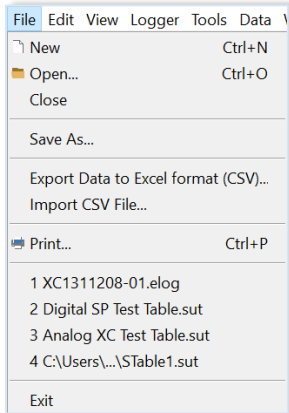 File Edit View Logger Tools Data
New Ctrl+N
Open... Ctrl+O
Close
Save As...
Export Data to Excel format (CSV)...
Import CSV File...
Print... Ctrl+P
1 XC1311208-01.elog
2 Digital SP Test Table.sut
3 Analog XC Test Table.sut
4 C:\Users\...\STable1.sut
Exit